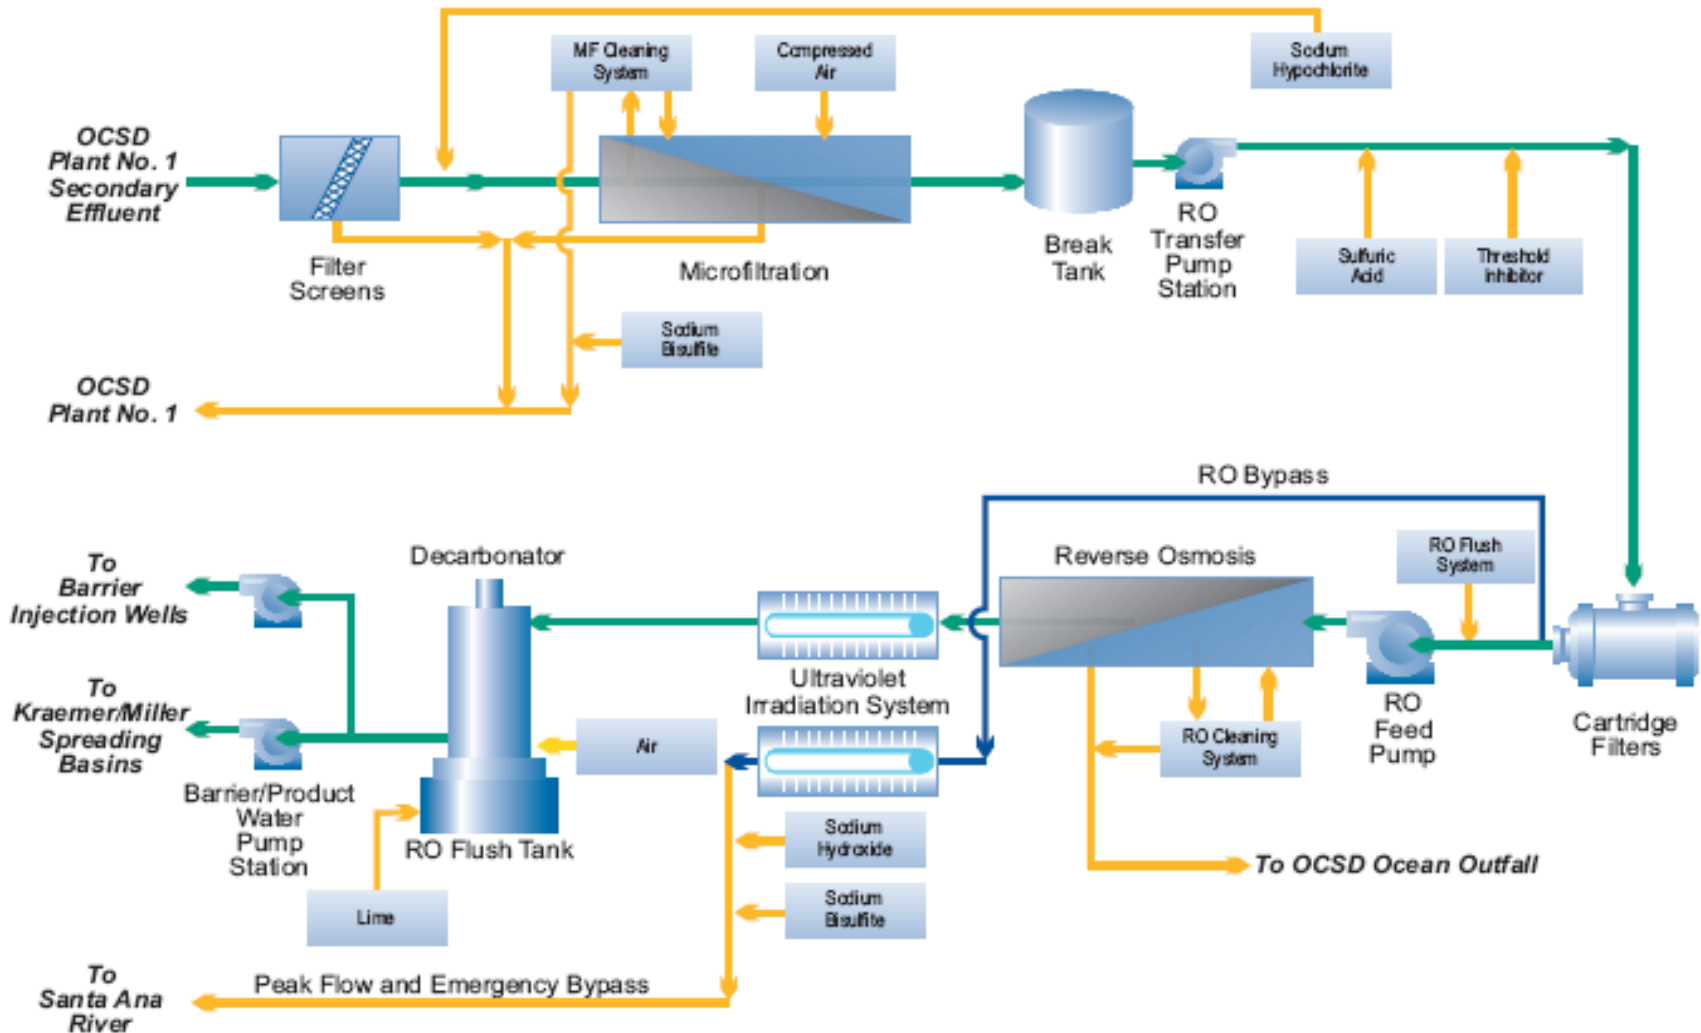 MF Cleaning
System
Compressed
Air
Sodium
Hypochlorite
OCSD
Plant No. 1
Secondary
Effluent
Filter
Screens
Microfiltration
Break
Tank
RO
Transfer
Pump
Station
Sulfuric
Acid
Threshold
Inhibitor
Sodium
Bisulfite
OCSD
Plant No. 1
RO Bypass
To
Barrier
Injection Wells
Decarbonator
Reverse Osmosis
RO Flush
System
To
Kraemer/Miller
Spreading
Basins
Ultraviolet
Irradiation System
Air
RO Cleaning
System
RO
Feed
Pump
Cartridge
Filters
Barrier/Product
Water
Pump
Station
RO Flush Tank
Sodium
Hydroxide
To OCSD Ocean Outfall
Lime
Sodium
Bisulfite
To
Santa Ana
River
Peak Flow and Emergency Bypass